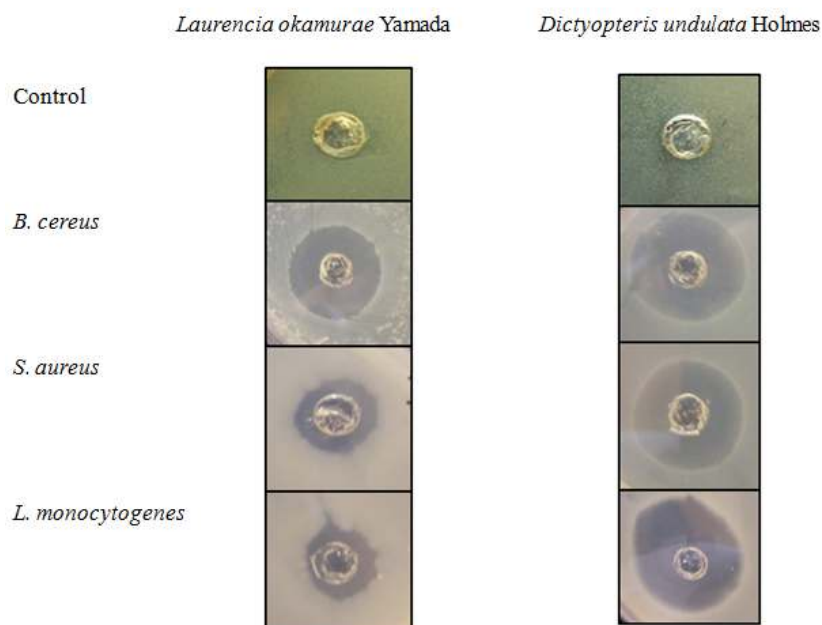 Laurencia okamurae Yamada
Dictyopteris undulata Holmes
Control
B. cereus
S. aureus
L. monocytogenes